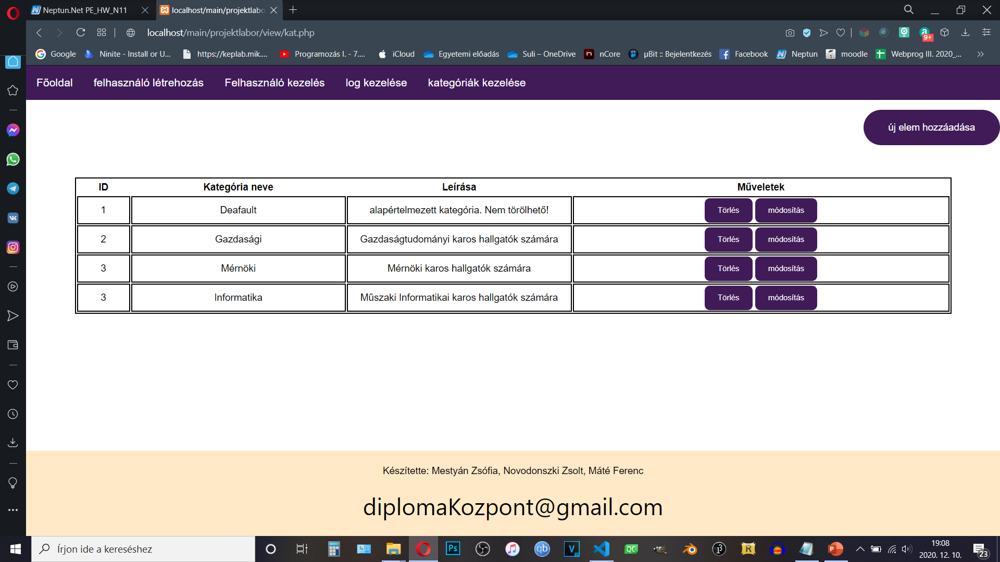 Neptun.Net PE_HW_N11
localhost/main/projektlabo
localhost/main/projektlabor/view/kat.php
9+
Google
Ninite - Install or U...
https://keplab.mik....
Programozás I. - 7....
iCloud
Egyetemi előadás
Suli – OneDrive
nCore
µBit :: Bejelentkezés
Facebook
Neptun
moodle
Webprog III. 2020_...
Főoldal
felhasználó létrehozás
Felhasználó kezelés
log kezelése
kategóriák kezelése
új elem hozzáadása
ID Kategória neve Leírása Műveletek
1 Deafault alapértelmezett kategória. Nem törölhető! Törlés módosítás
2 Gazdasági Gazdaságtudományi karos hallgatók számára Törlés módosítás
3 Mérnöki Mérnöki karos hallgatók számára Törlés módosítás
3 Informatika Műszaki Informatikai karos hallgatók számára Törlés módosítás
Készítette: Mestyán Zsófia, Novodonszki Zsolt, Máté Ferenc
diplomaKozpont@gmail.com
Írjon ide a kereséshez
Ps
qb
V
QC
R
P
19:08
2020. 12. 10.
23